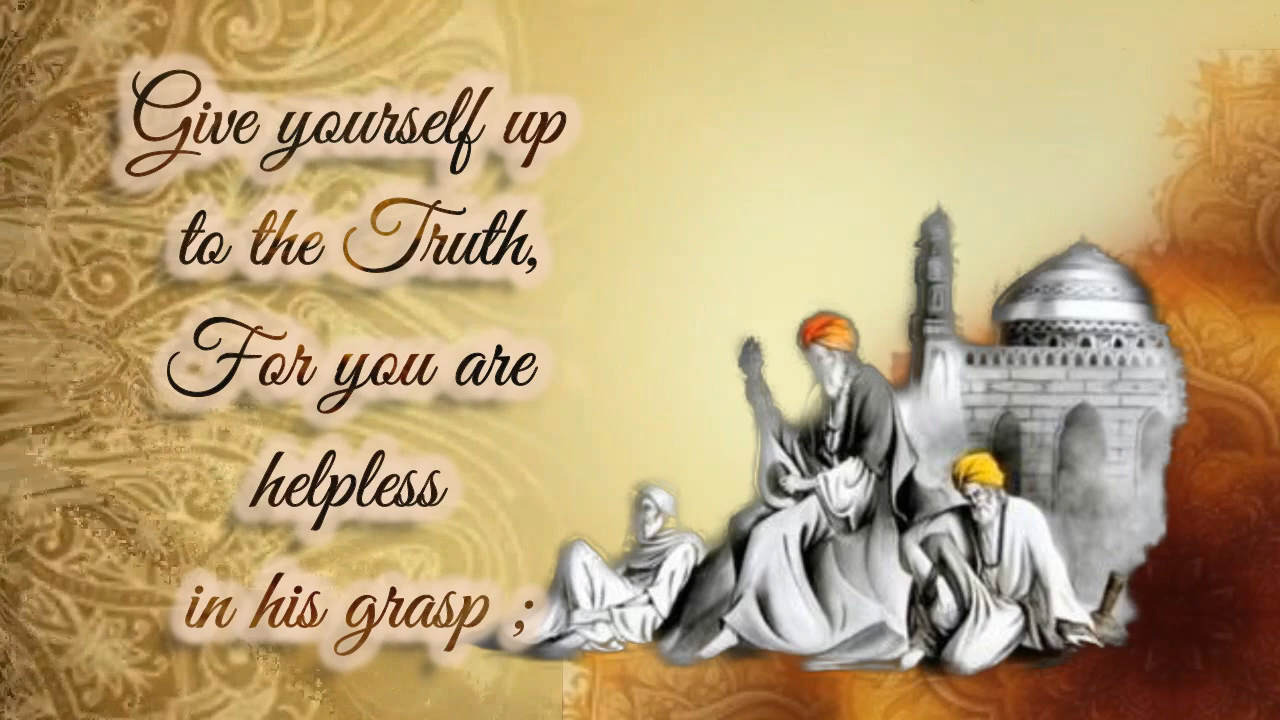 Give yourself up
to the Truth,
For you are
helpless
in his grasp ;